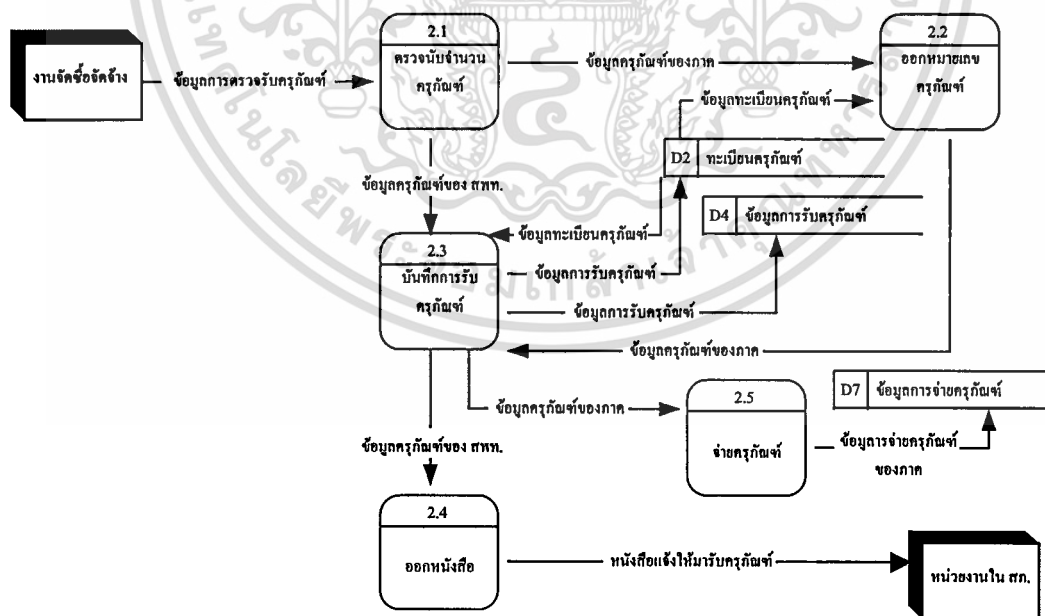 2.1
ตรวจนับจำนวน
ครุภัณฑ์
2.2
ออกหมายเลข
ครุภัณฑ์
งานจัดซื้อจัดจ้าง
ข้อมูลการตรวจรับครุภัณฑ์
ข้อมูลครุภัณฑ์ของภาค
ข้อมูลทะเบียนครุภัณฑ์
D2 ทะเบียนครุภัณฑ์
ข้อมูลครุภัณฑ์ของ สพท.
D4 ข้อมูลการรับครุภัณฑ์
ข้อมูลทะเบียนครุภัณฑ์
2.3
บันทึกการรับ
ครุภัณฑ์
ข้อมูลการรับครุภัณฑ์
ข้อมูลการรับครุภัณฑ์
ข้อมูลครุภัณฑ์ของภาค
D7 ข้อมูลการจ่ายครุภัณฑ์
2.5
จ่ายครุภัณฑ์
ข้อมูลครุภัณฑ์ของภาค
ข้อมูลารจ่ายครุภัณฑ์
ของภาค
ข้อมูลครุภัณฑ์ของ สพท.
2.4
ออกหนังสือ
หนังสือแจ้งให้มารับครุภัณฑ์
หน่วยงานใน สก.